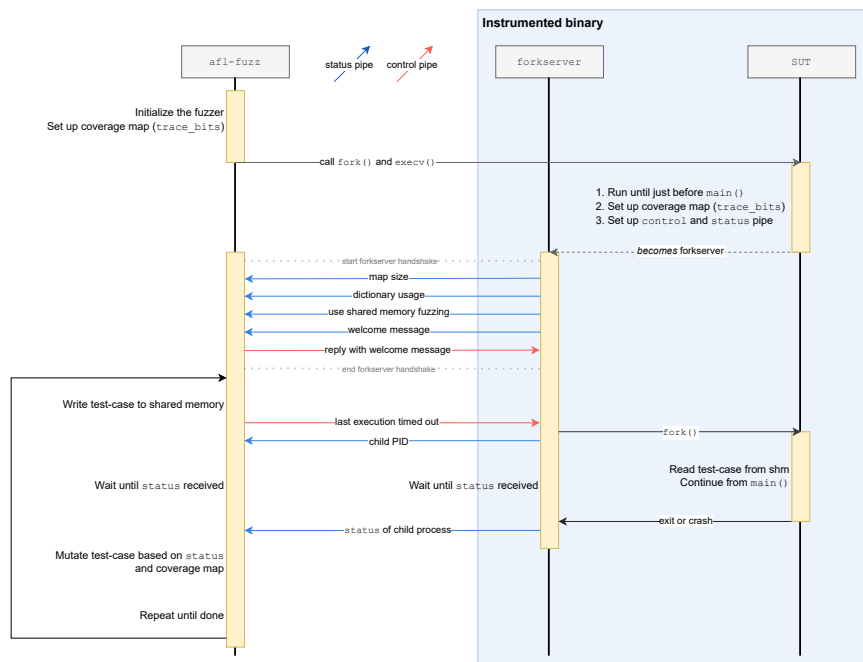 Instrumented binary
afl-fuzz
status pipe
control pipe
forkserver
SUT
Initialize the fuzzer
Set up coverage map (trace_bits)
call fork() and execv()
1. Run until just before main()
2. Set up coverage map (trace_bits)
3. Set up control and status pipe
becomes forkserver
start forkserver handshake
map size
dictionary usage
use shared memory fuzzing
welcome message
reply with welcome message
end forkserver handshake
Write test-case to shared memory
last execution timed out
fork()
child PID
Read test-case from shm
Continue from main()
Wait until status received
Wait until status received
exit or crash
status of child process
Mutate test-case based on status
and coverage map
Repeat until done